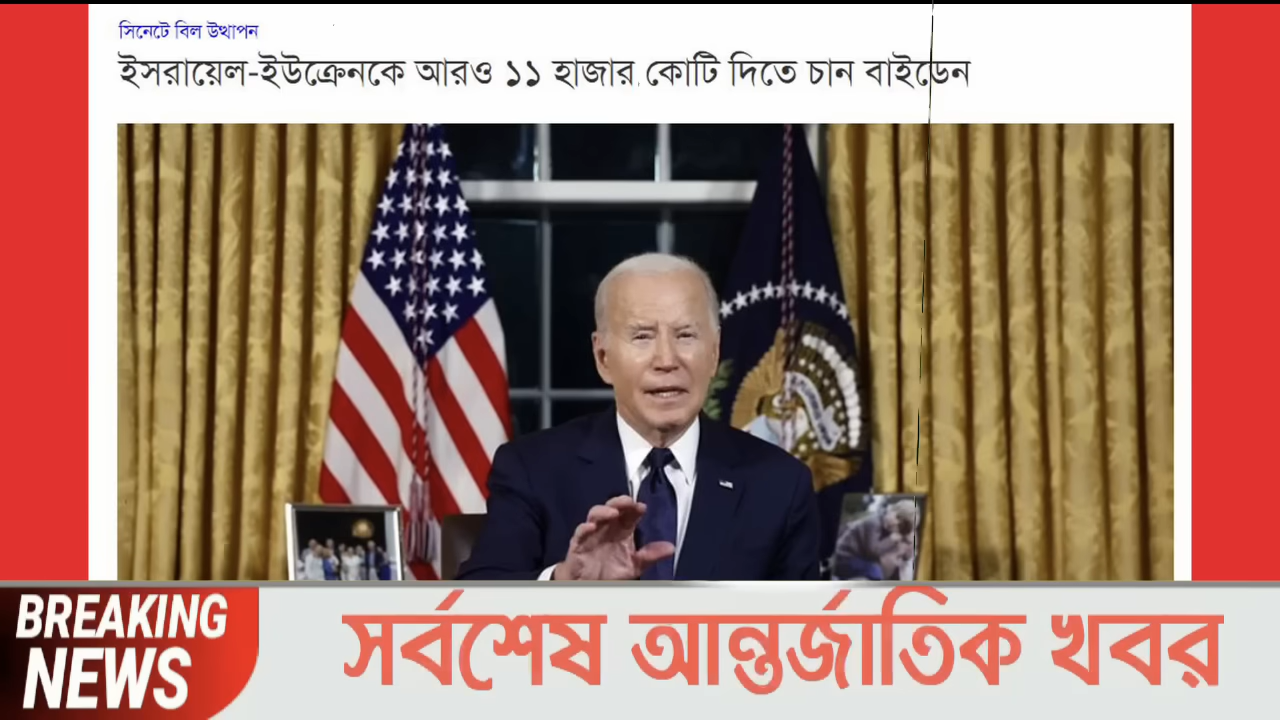 সিনেটে বিল উত্থাপন
ইসরায়েল-ইউক্রেনকে আরও ১১ হাজার কোটি দিতে চান বাইডেন
BREAKING
NEWS
সর্বশেষ আন্তর্জাতিক খবর